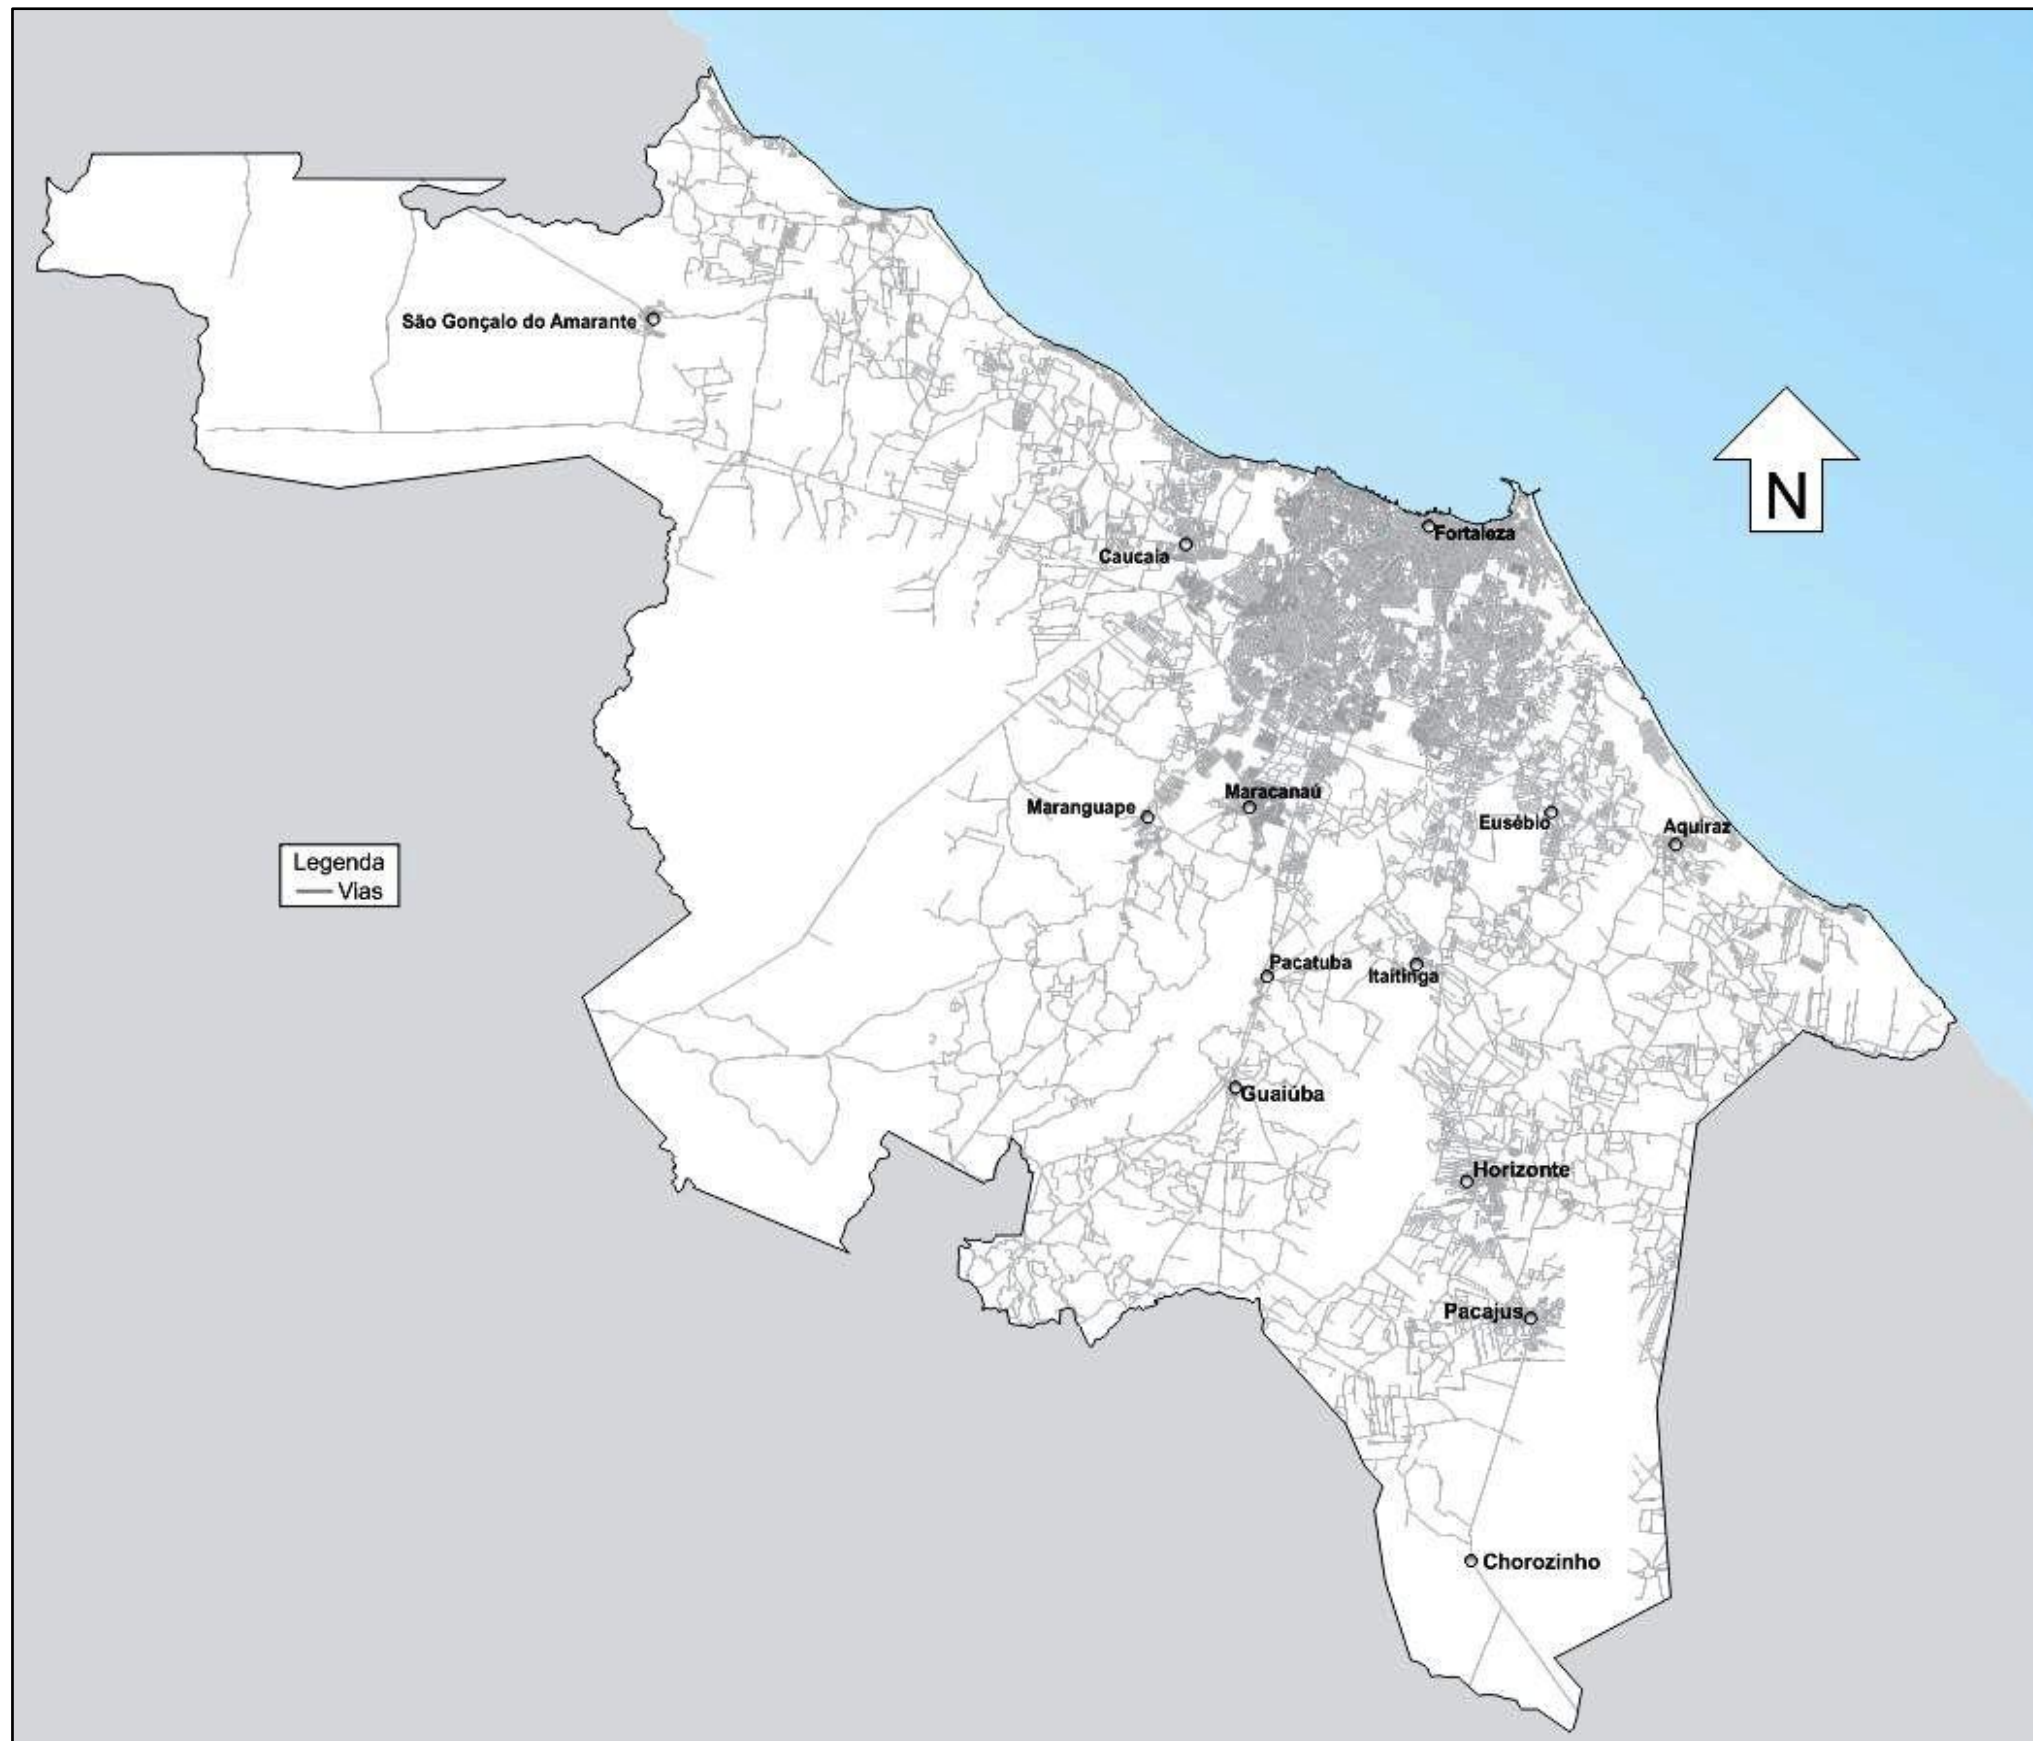 São Gonçalo do Amarante
N
Fortaleza
Caucaia
Maracanaú
Maranguape
Eusébio
Aquiraz
Legenda
Vias
Pacatuba
Itaitinga
Guaiúba
Horizonte
Pacajus
Chorozinho